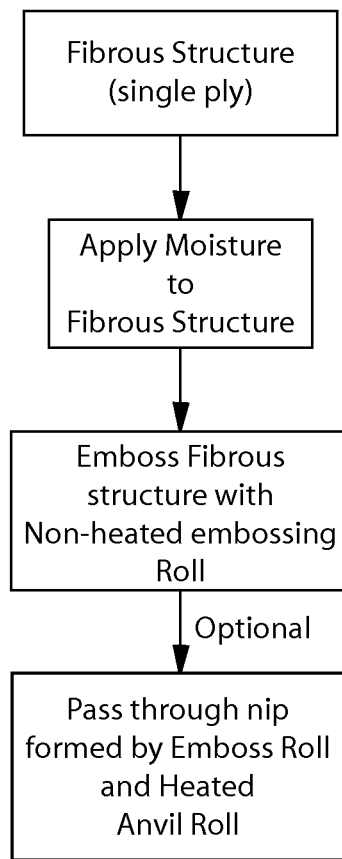 Fibrous Structure
(single ply)
Apply Moisture
to
Fibrous Structure
Emboss Fibrous
structure with
Non-heated embossing
Roll
Optional
Pass through nip
formed by Emboss Roll
and Heated
Anvil Roll